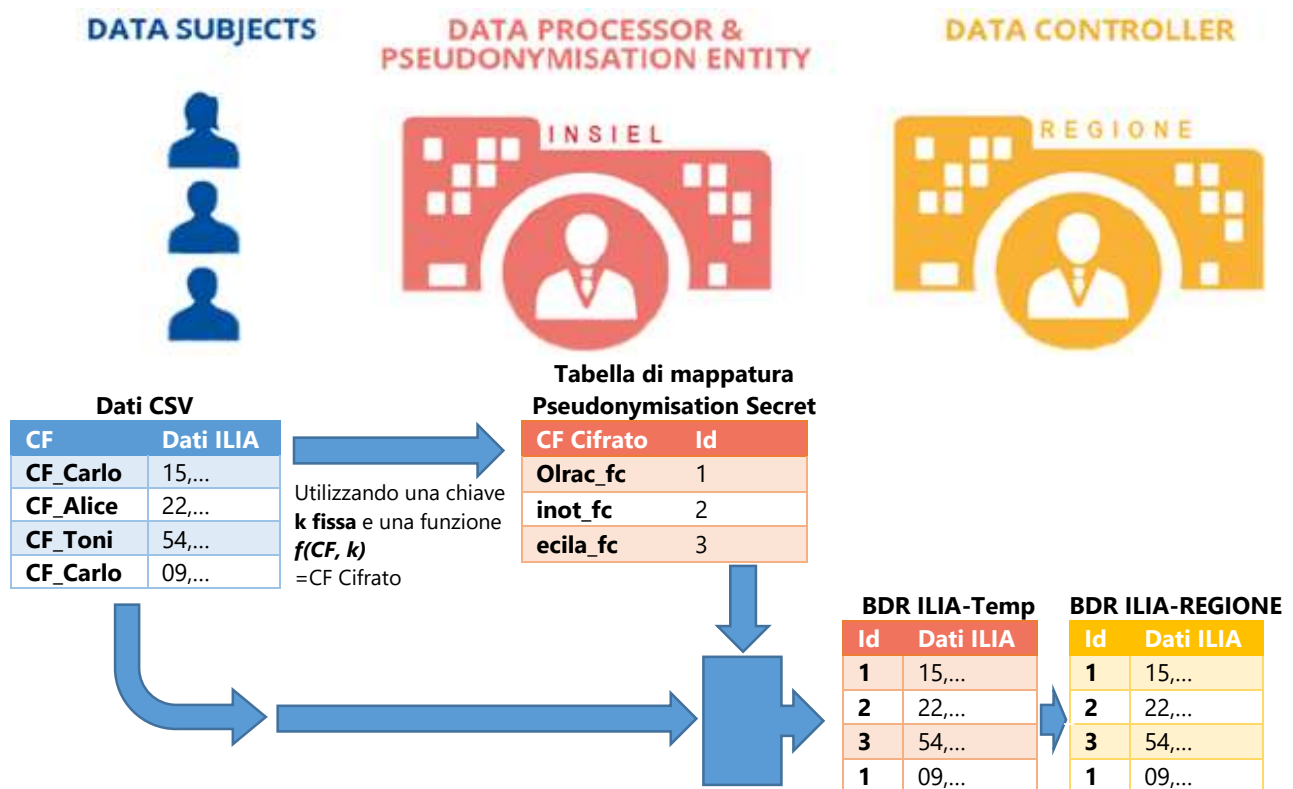 DATA SUBJECTS
DATA PROCESSOR &
PSEUDONYMISATION ENTITY
DATA CONTROLLER
INSIEL
REGIONE
Dati CSV
CF Dati ILIA
CF_Carlo 15,...
CF_Alice 22,...
CF_Toni 54,...
CF_Carlo 09,...
Utilizzando una chiave
k fissa e una funzione
f(CF, k)
=CF Cifrato
Tabella di mappatura
Pseudonymisation Secret
CF Cifrato Id
Olrac_fc 1
inot_fc 2
ecila_fc 3
BDR ILIA-Temp
Id Dati ILIA
1 15,...
2 22,...
3 54,...
1 09,...
BDR ILIA-REGIONE
Id Dati ILIA
1 15,...
2 22,...
3 54,...
1 09,...